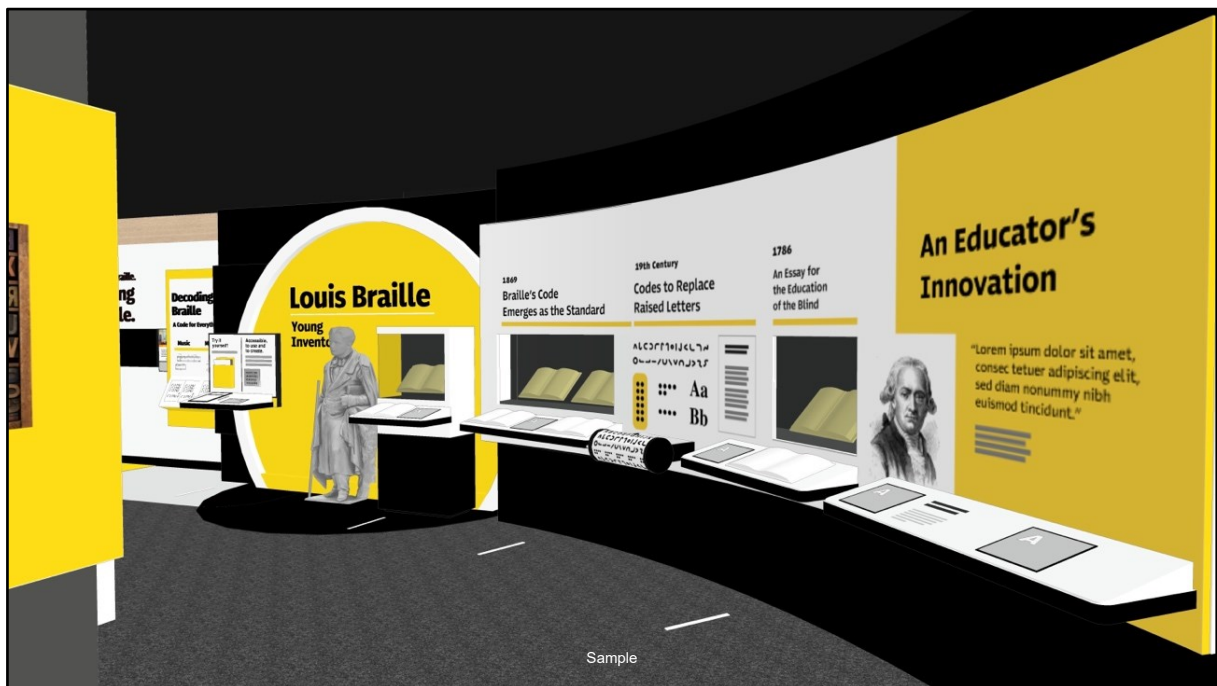 Decoding
Braille
A Code for Everyth
Music
Try it
yourself!
Accessible,
to use and
to create.
Louis Braille
Young
Invento
1869
Braille's Code
Emerges as the Standard
19th Century
Codes to Replace
Raised Letters
Aa
Bb
1786
An Essay for
the Education
of the Blind
An Educator's
Innovation
"Lorem ipsum dolor sit amet,
consec tetuer adipiscing elit,
sed diam nonummy nibh
euismod tincidunt."
A
A
A
Sample